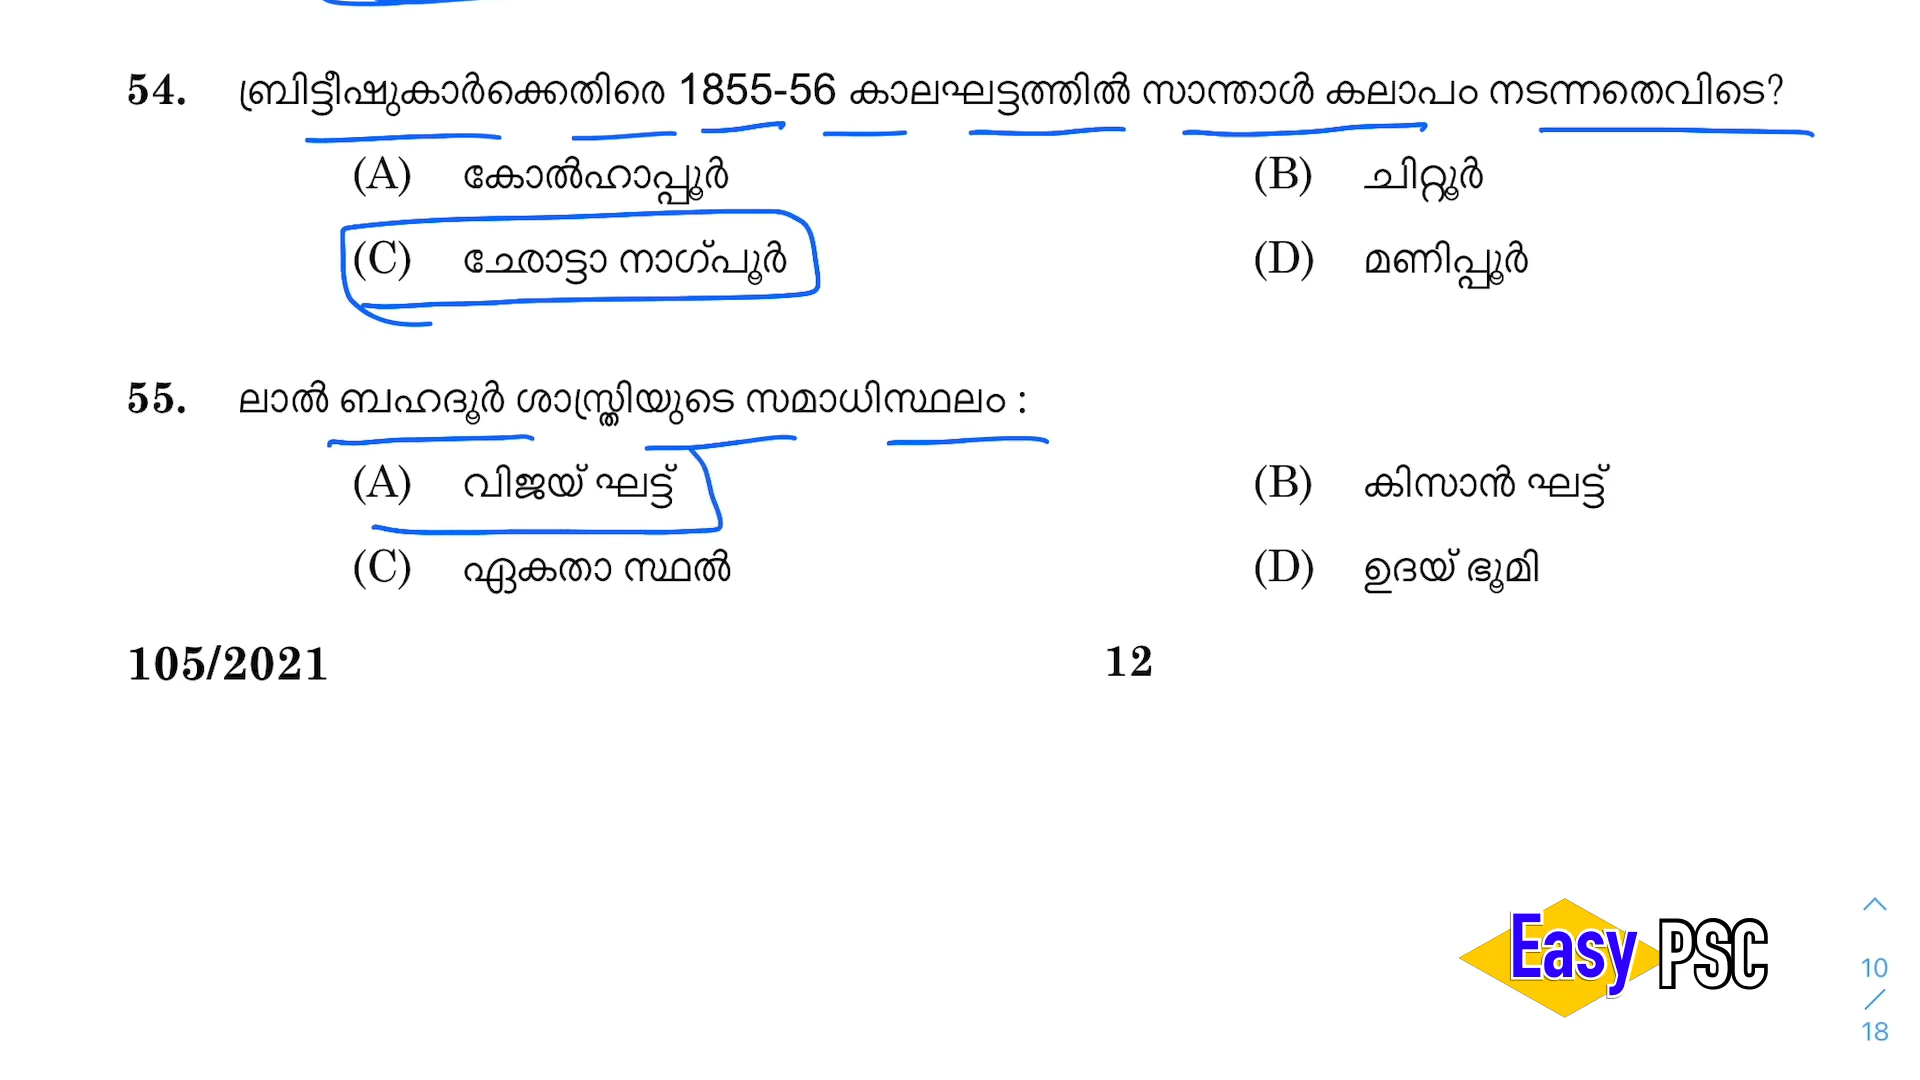 54. ബ്രിട്ടീഷുകാർക്കെതിരെ 1855-56 കാലഘട്ടത്തിൽ സാന്താൾ കലാപം നടന്നതെവിടെ?
(A) കോൽഹാപ്പൂർ (B) ചിറ്റൂർ
(C) ഛോട്ടാ നാഗ്പൂർ (D) മണിപ്പൂർ
55. ലാൽ ബഹദൂർ ശാസ്ത്രിയുടെ സമാധിസ്ഥലം :
(A) വിജയ് ഘട്ട് (B) കിസാൻ ഘട്ട്
(C) ഏകതാ സ്ഥൽ (D) ഉദയ് ഭൂമി
105/2021 12
Easy PSC
10
/
18